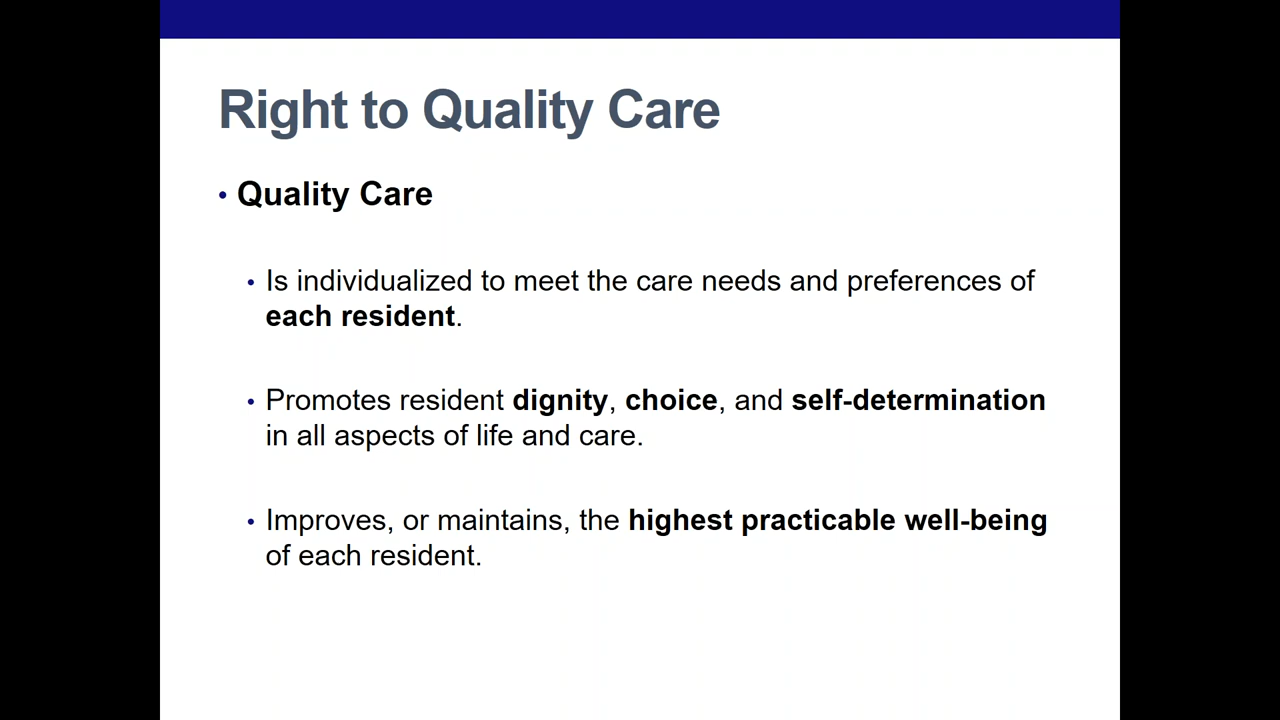 Right to Quality Care
• Quality Care
• Is individualized to meet the care needs and preferences of
each resident.
• Promotes resident dignity, choice, and self-determination
in all aspects of life and care.
• Improves, or maintains, the highest practicable well-being
of each resident.